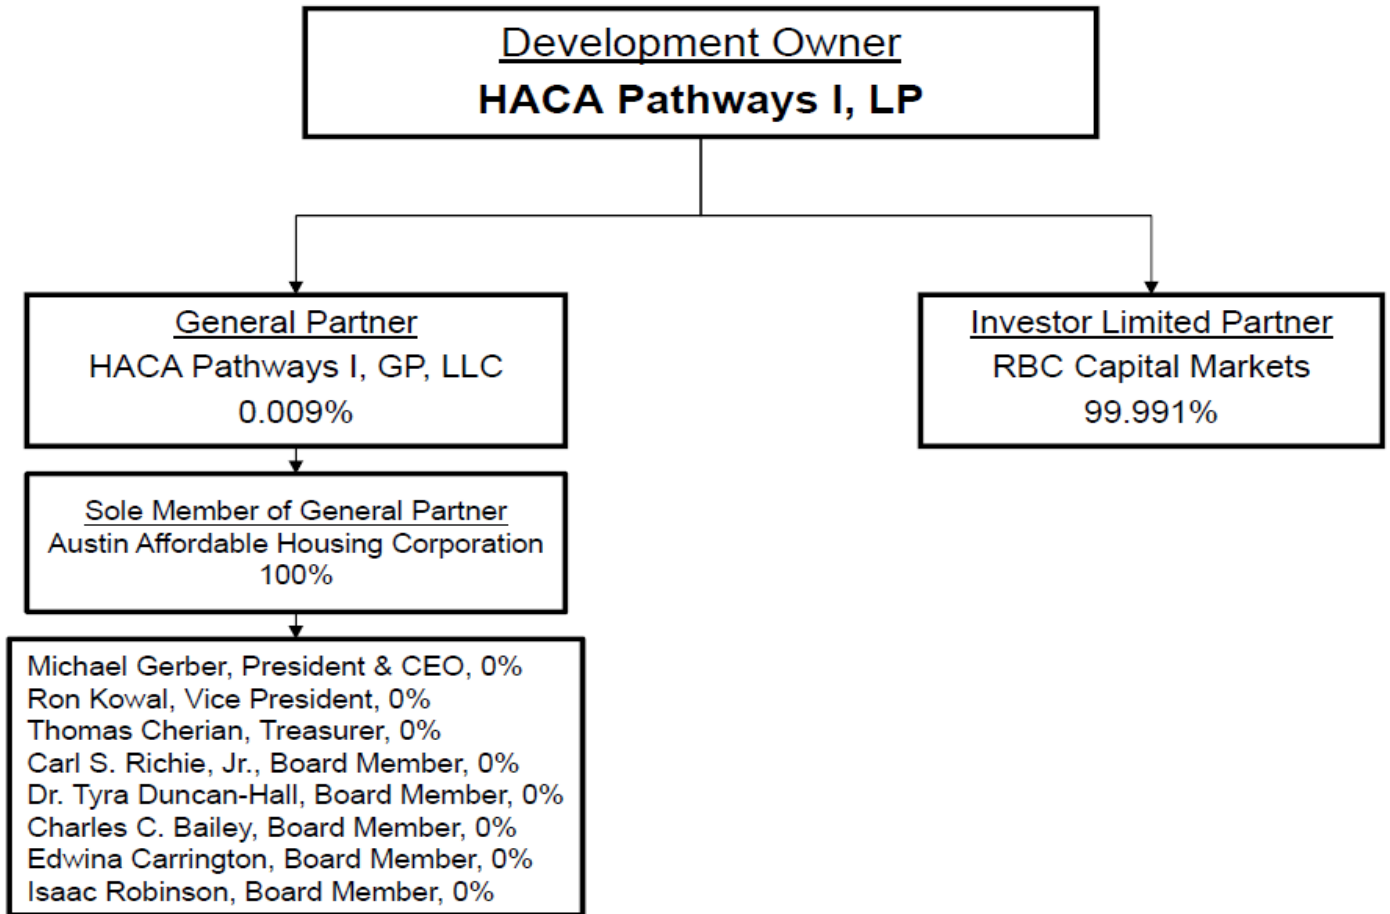 Development Owner
HACA Pathways I, LP
General Partner
HACA Pathways I, GP, LLC
0.009%
Investor Limited Partner
RBC Capital Markets
99.991%
Sole Member of General Partner
Austin Affordable Housing Corporation
100%
Michael Gerber, President & CEO, 0%
Ron Kowal, Vice President, 0%
Thomas Cherian, Treasurer, 0%
Carl S. Richie, Jr., Board Member, 0%
Dr. Tyra Duncan-Hall, Board Member, 0%
Charles C. Bailey, Board Member, 0%
Edwina Carrington, Board Member, 0%
Isaac Robinson, Board Member, 0%